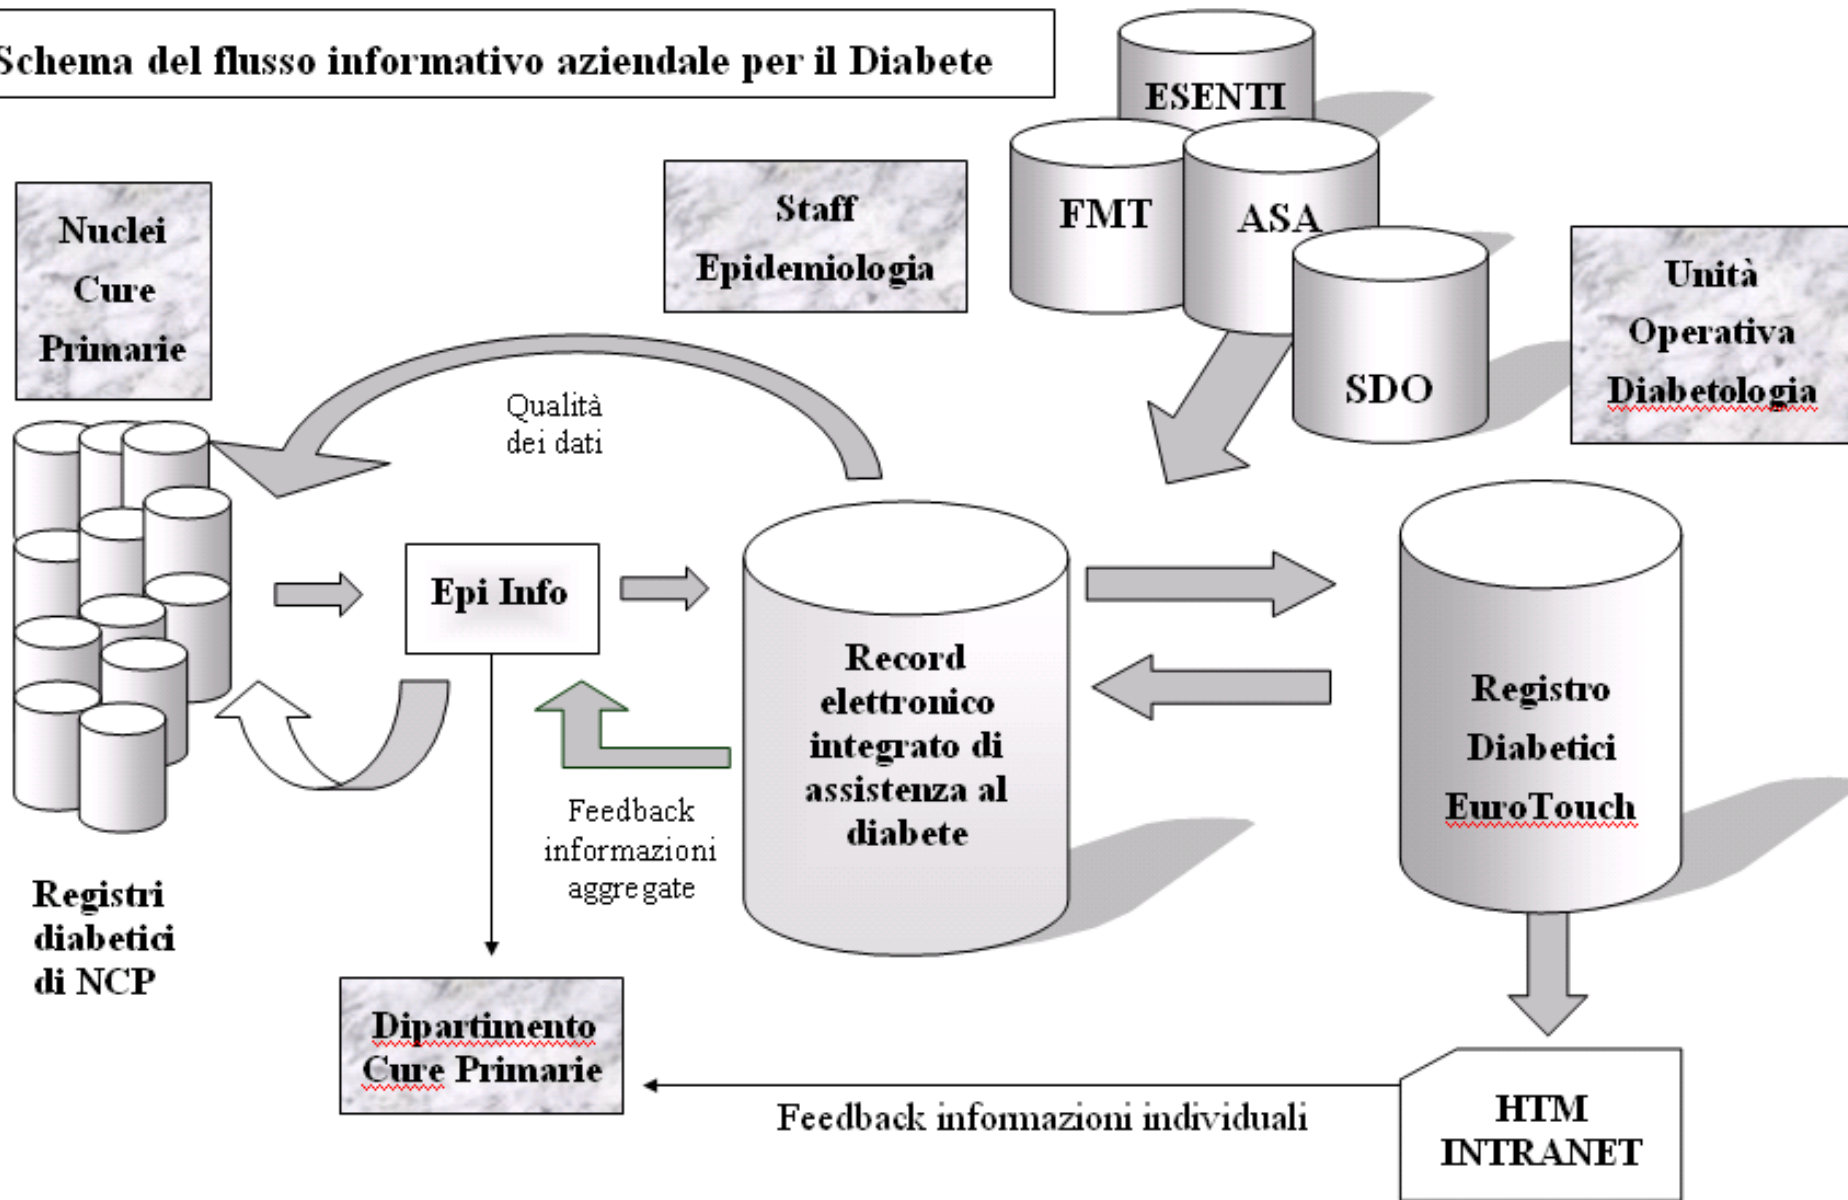 Schema del flusso informativo aziendale per il Diabete
ESENTI
FMT
ASA
SDO
Nuclei
Cure
Primarie
Staff
Epidemiologia
Unità
Operativa
Diabetologia
Qualità
dei dati
Epi Info
Record
elettronico
integrato di
assistenza al
diabete
Registro
Diabetici
EuroTouch
Feedback
informazioni
aggregate
Registri
diabetici
di NCP
Dipartimento
Cure Primarie
Feedback informazioni individuali
HTM
INTRANET